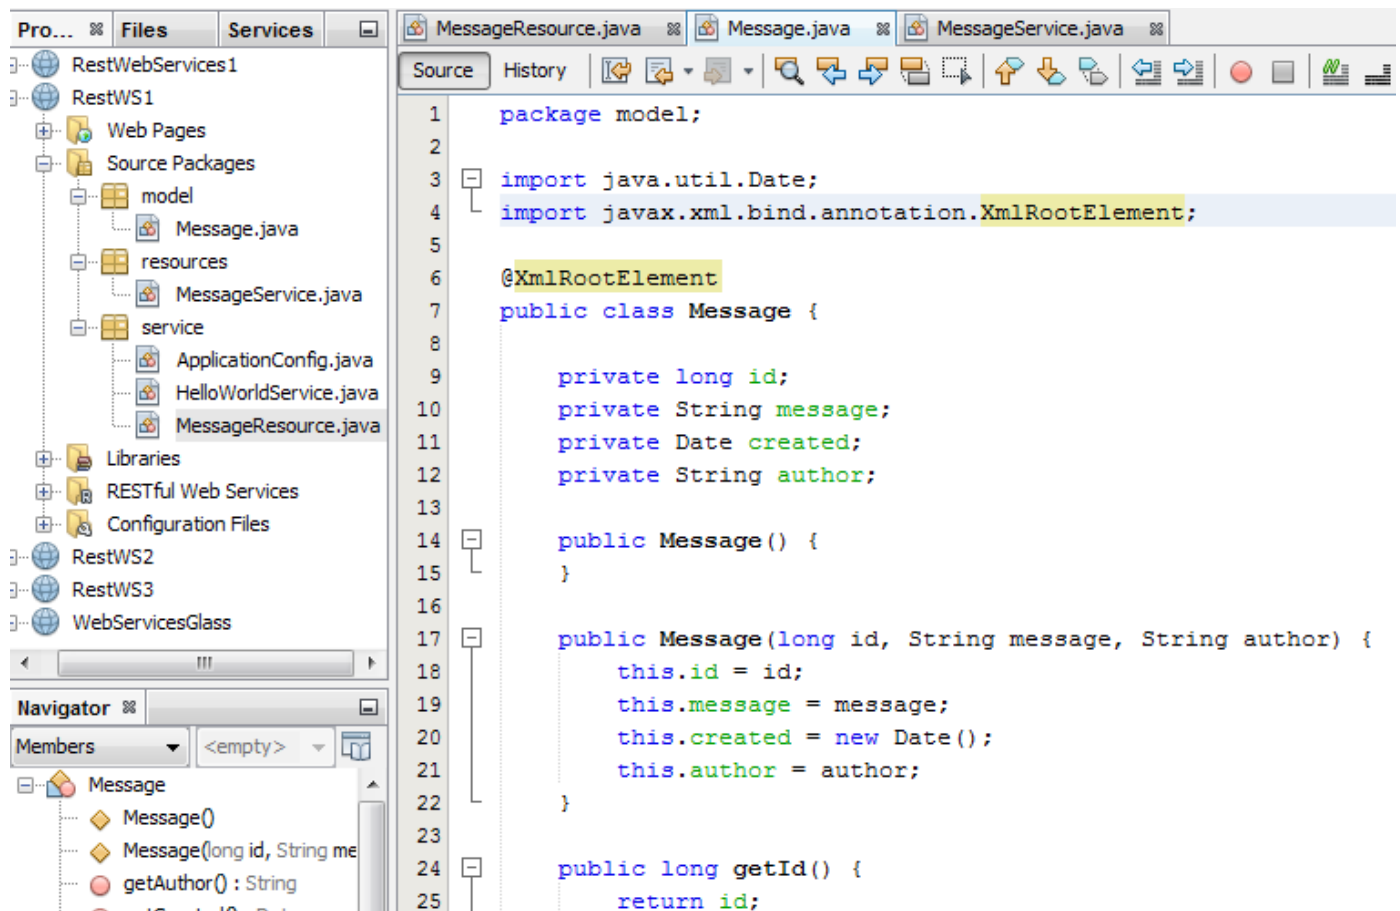 Pro... Files Services
RestWebServices1
RestWS1
Web Pages
Source Packages
model
Message.java
resources
MessageService.java
service
ApplicationConfig.java
HelloWorldService.java
MessageResource.java
Libraries
RESTful Web Services
Configuration Files
RestWS2
RestWS3
WebServicesGlass
Navigator
Members <empty>
Message
Message()
Message(long id, String me
getAuthor() : String
MessageResource.java Message.java MessageService.java
Source History
1 package model;
2
3 import java.util.Date;
4 import javax.xml.bind.annotation.XmlRootElement;
5
6 @XmlRootElement
7 public class Message {
8
9 private long id;
10 private String message;
11 private Date created;
12 private String author;
13
14 public Message() {
15 }
16
17 public Message(long id, String message, String author) {
18 this.id = id;
19 this.message = message;
20 this.created = new Date();
21 this.author = author;
22 }
23
24 public long getId() {
25 return id;